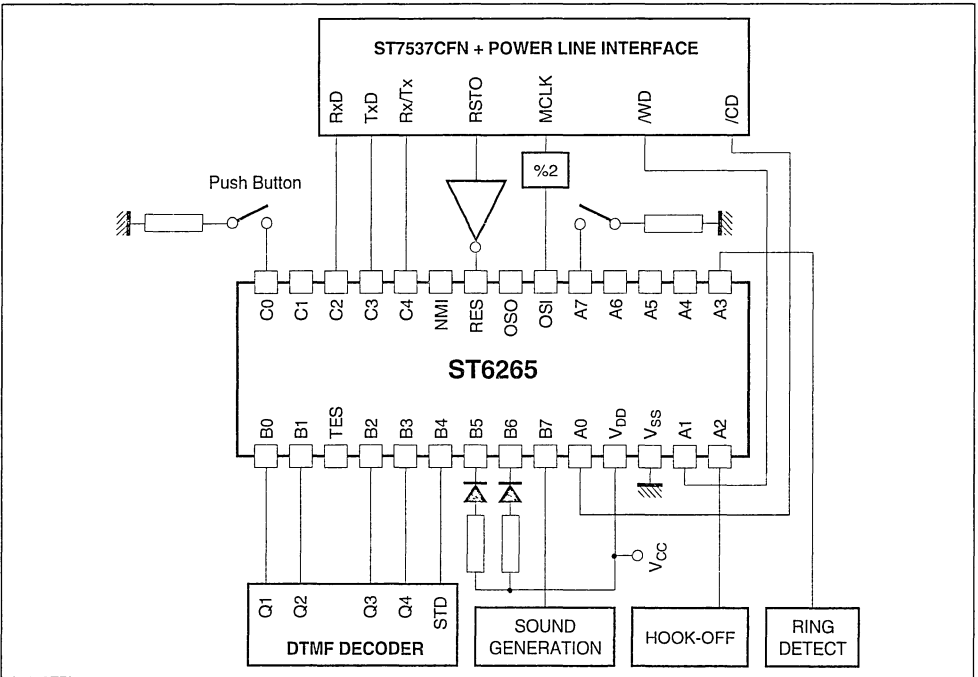 ST7537CFN + POWER LINE INTERFACE
RxD
TxD
Rx/Tx
RSTO
MCLK
/WD
/CD
%2
Push Button
C0
C1
C2
C3
C4
NMI
RES
OSO
OSI
A7
A6
A5
A4
A3
ST6265
B0
B1
TES
B2
B3
B4
B5
B6
B7
A0
VDD
VSS
A1
A2
VCC
Q1
Q2
Q3
Q4
STD
DTMF DECODER
SOUND
GENERATION
HOOK-OFF
RING
DETECT